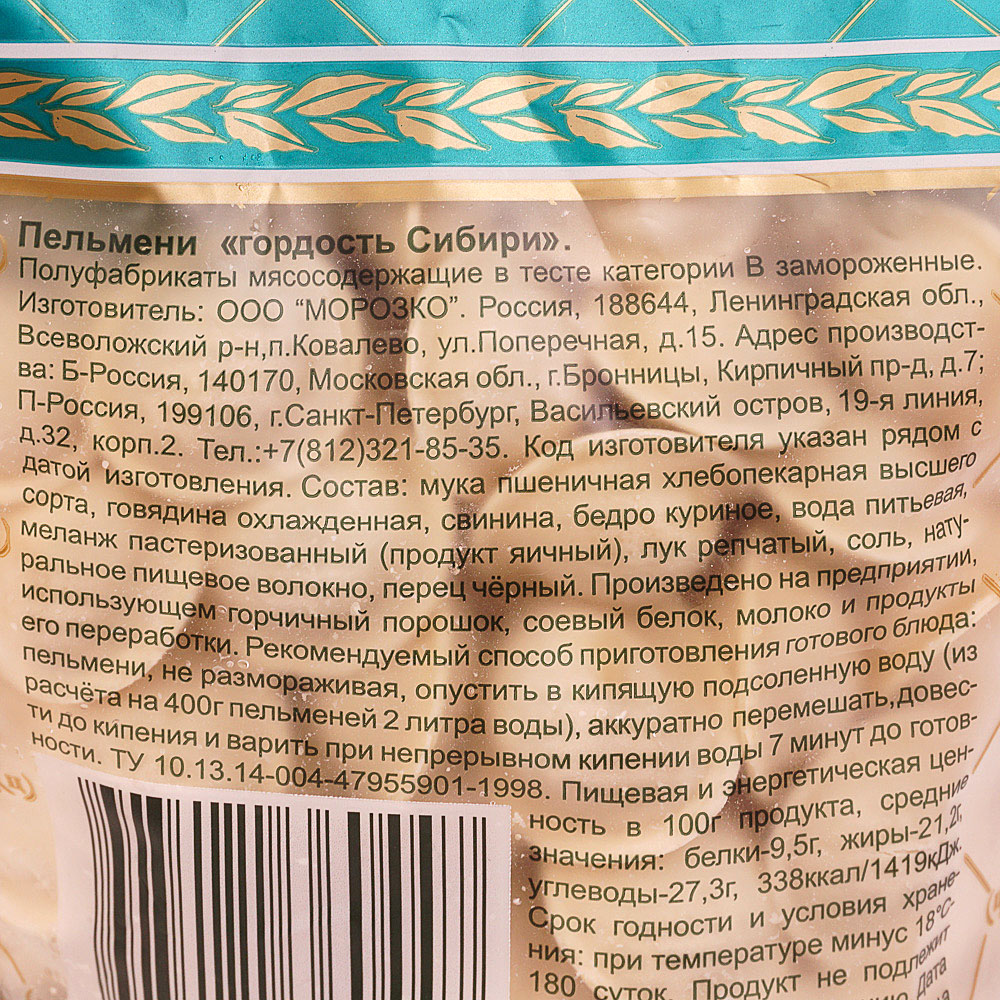 Пельмени «гордость Сибири».
Полуфабрикаты мясосодержащие в тесте категории В замороженные.
Изготовитель: ООО “МОРОЗКО”. Россия, 188644, Ленинградская обл.,
Всеволожский р-н,п.Ковалево, ул.Поперечная, д.15. Адрес производст-
ва: Б-Россия, 140170, Московская обл., г.Бронницы, Кирпичный пр-д, д.7;
П-Россия, 199106, г.Санкт-Петербург, Васильевский остров, 19-я линия,
д.32, корп.2. Тел.:+7(812)321-85-35. Код изготовителя указан рядом с
датой изготовления. Состав: мука пшеничная хлебопекарная высшего
сорта, говядина охлажденная, свинина, бедро куриное, вода питьевая,
меланж пастеризованный (продукт яичный), лук репчатый, соль, нату-
ральное пищевое волокно, перец чёрный. Произведено на предприятии,
использующем горчичный порошок, соевый белок, молоко и продукты
его переработки. Рекомендуемый способ приготовления готового блюда:
пельмени, не размораживая, опустить в кипящую подсоленную воду (из
расчёта на 400г пельменей 2 литра воды), аккуратно перемешать,довес-
ти до кипения и варить при непрерывном кипении воды 7 минут до готов-
ности. ТУ 10.13.14-004-47955901-1998. Пищевая и энергетическая цен-
ность в 100г продукта, средние
значения: белки-9,5г, жиры-21,2г,
углеводы-27,3г, 338ккал/1419кДж.
Срок годности и условия хране-
ния: при температуре минус 18°С-
180 суток. Продукт не подлежит
Дата